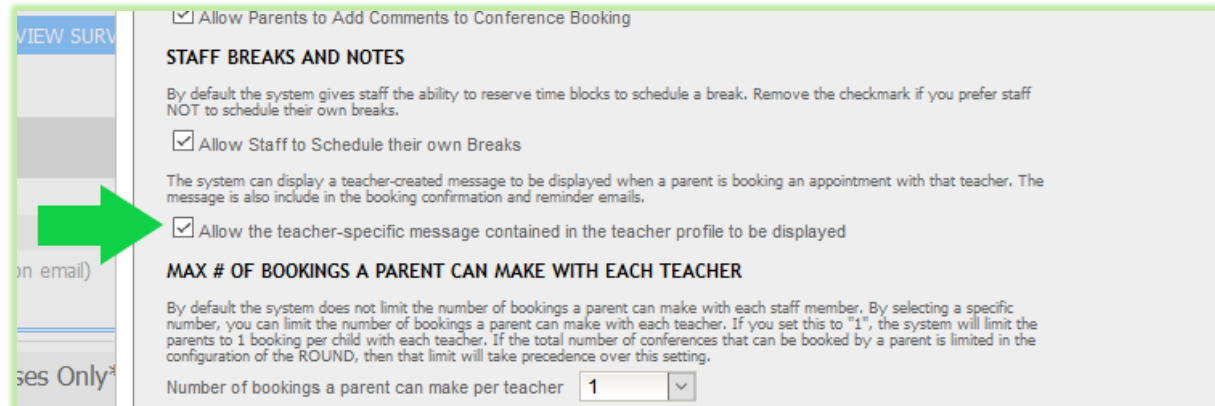 Allow Parents to Add Comments to Conference Booking
VIEW SURV
STAFF BREAKS AND NOTES
By default the system gives staff the ability to reserve time blocks to schedule a break. Remove the checkmark if you prefer staff
NOT to schedule their own breaks.
Allow Staff to Schedule their own Breaks
The system can display a teacher-created message to be displayed when a parent is booking an appointment with that teacher. The
message is also include in the booking confirmation and reminder emails.
Allow the teacher-specific message contained in the teacher profile to be displayed
on email)
MAX # OF BOOKINGS A PARENT CAN MAKE WITH EACH TEACHER
By default the system does not limit the number of bookings a parent can make with each staff member. By selecting a specific
number, you can limit the number of bookings a parent can make with each teacher. If you set this to "1", the system will limit the
parents to 1 booking per child with each teacher. If the total number of conferences that can be booked by a parent is limited in the
configuration of the ROUND, then that limit will take precedence over this setting.
ses Only*
Number of bookings a parent can make per teacher 1